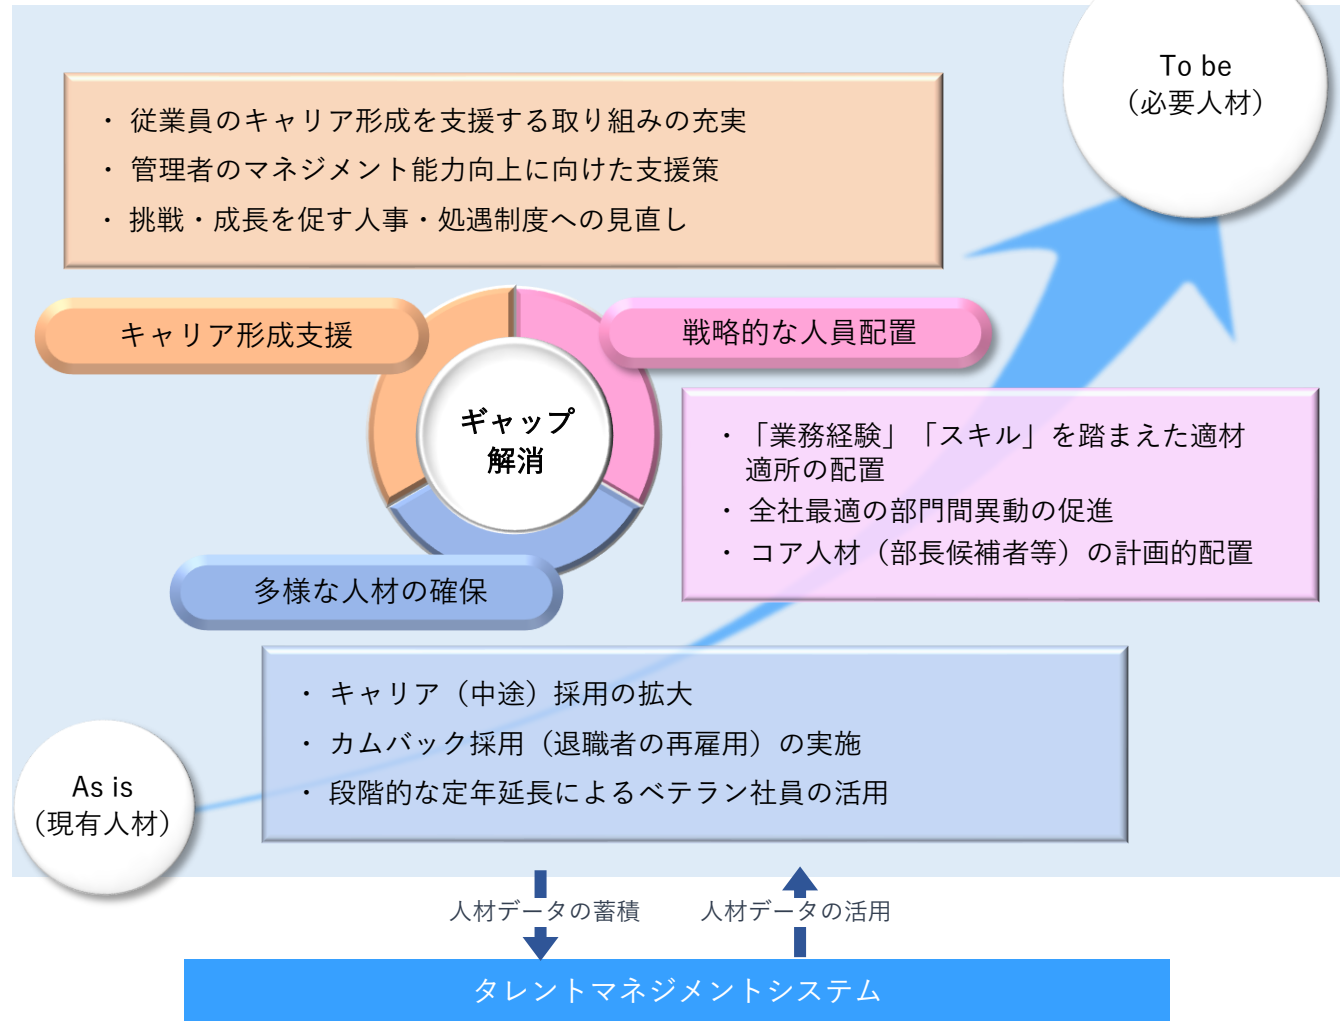 To be
（必要人材）
・ 従業員のキャリア形成を支援する取り組みの充実
・ 管理者のマネジメント能力向上に向けた支援策
・ 挑戦・成長を促す人事・処遇制度への見直し
キャリア形成支援
戦略的な人員配置
ギャップ
解消
・「業務経験」「スキル」を踏まえた適材
適所の配置
・ 全社最適の部門間異動の促進
・ コア人材（部長候補者等）の計画的配置
多様な人材の確保
・ キャリア（中途）採用の拡大
・ カムバック採用（退職者の再雇用）の実施
・ 段階的な定年延長によるベテラン社員の活用
As is
（現有人材）
人材データの蓄積
人材データの活用
タレントマネジメントシステム